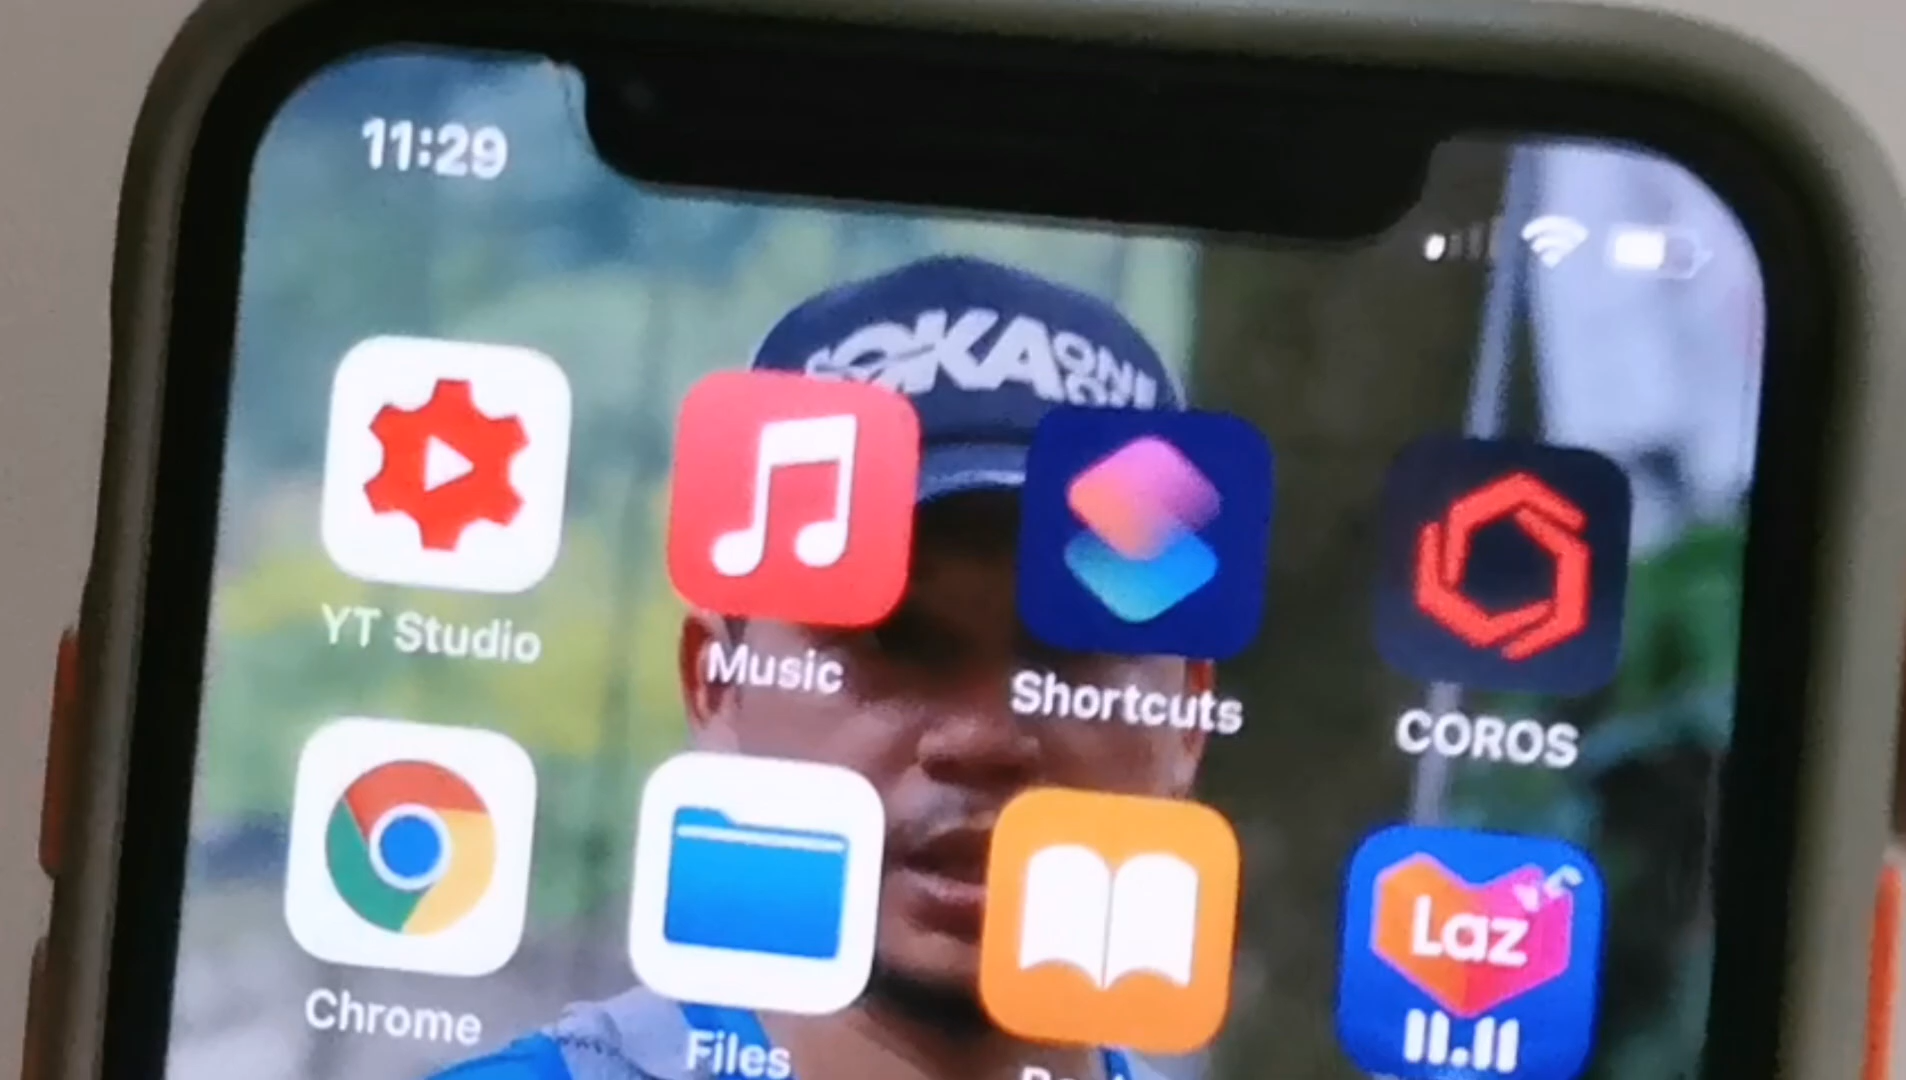 11:29
YT Studio
Music
Shortcuts
COROS
Laz
11.11
Chrome
Files